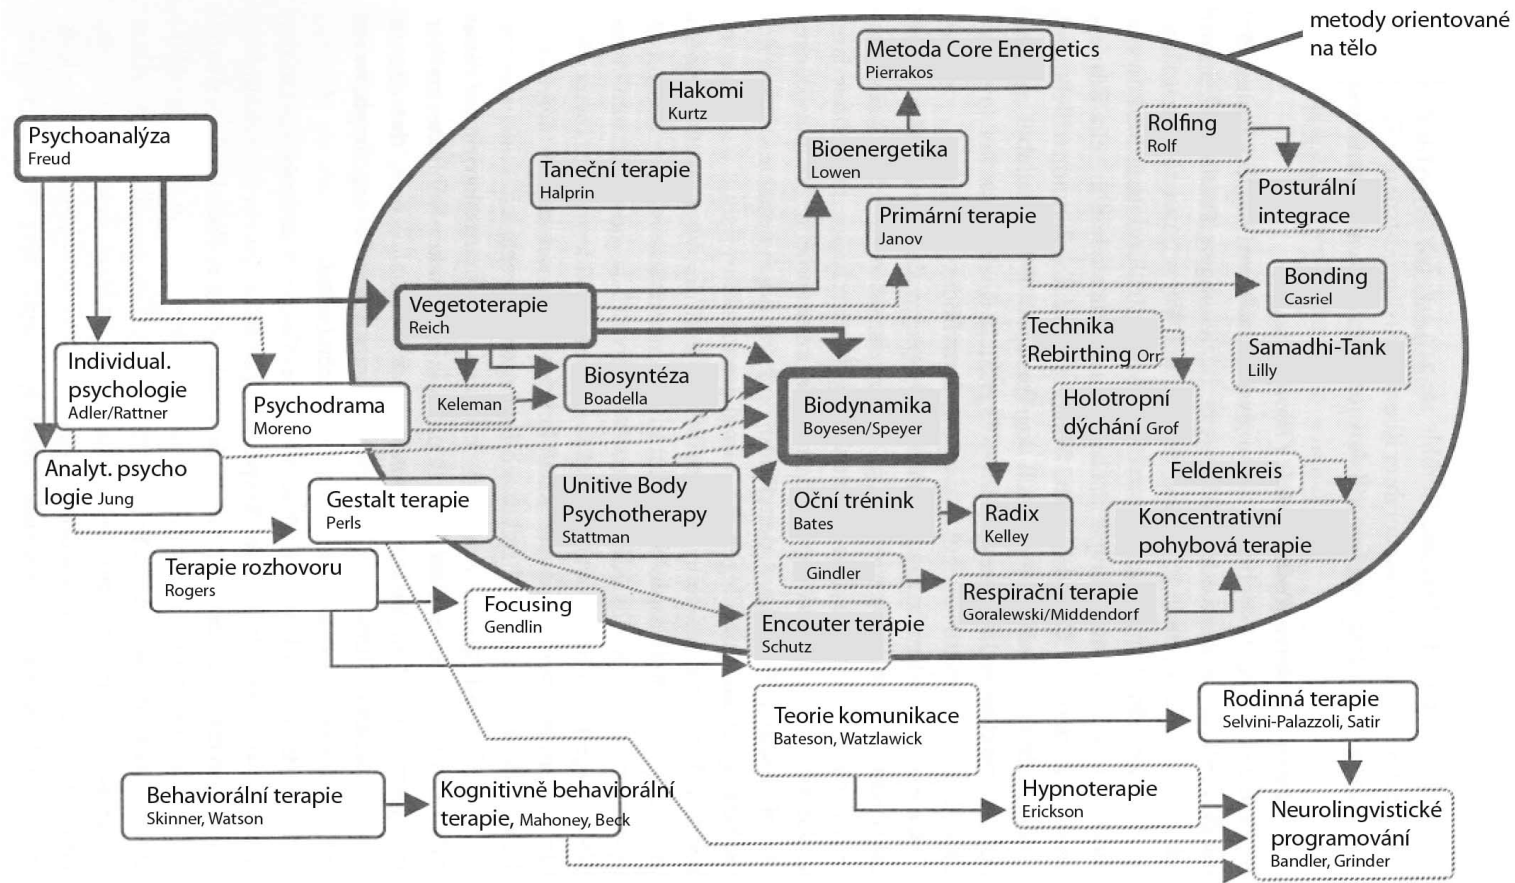 metody orientované
na tělo
Metoda Core Energetics
Pierrakos
Hakomi
Kurtz
Rolfing
Rolf
Psychoanalýza
Freud
Bioenergetika
Lowen
Taneční terapie
Halprin
Posturální
integrace
Primární terapie
Janov
Bonding
Casriel
Vegetoterapie
Reich
Technika
Rebirthing Orr
Samadhi-Tank
Lilly
Individual.
psychologie
Adler/Rattner
Biosyntéza
Boadella
Keleman
Psychodrama
Moreno
Biodynamika
Boyesen/Speyer
Holotropní
dýchání Grof
Analyt. psycho
logie Jung
Feldenkreis
Gestalt terapie
Perls
Unitive Body
Psychotherapy
Stattman
Oční trénink
Bates
Radix
Kelley
Koncentrativní
pohybová terapie
Terapie rozhovoru
Rogers
Gindler
Respirační terapie
Goralewski/Middendorf
Focusing
Gendlin
Encouter terapie
Schutz
Teorie komunikace
Bateson, Watzlawick
Rodinná terapie
Selvini-Palazzoli, Satir
Behaviorální terapie
Skinner, Watson
Kognitivně behaviorální
terapie, Mahoney, Beck
Hypnoterapie
Erickson
Neurolingvistické
programování
Bandler, Grinder